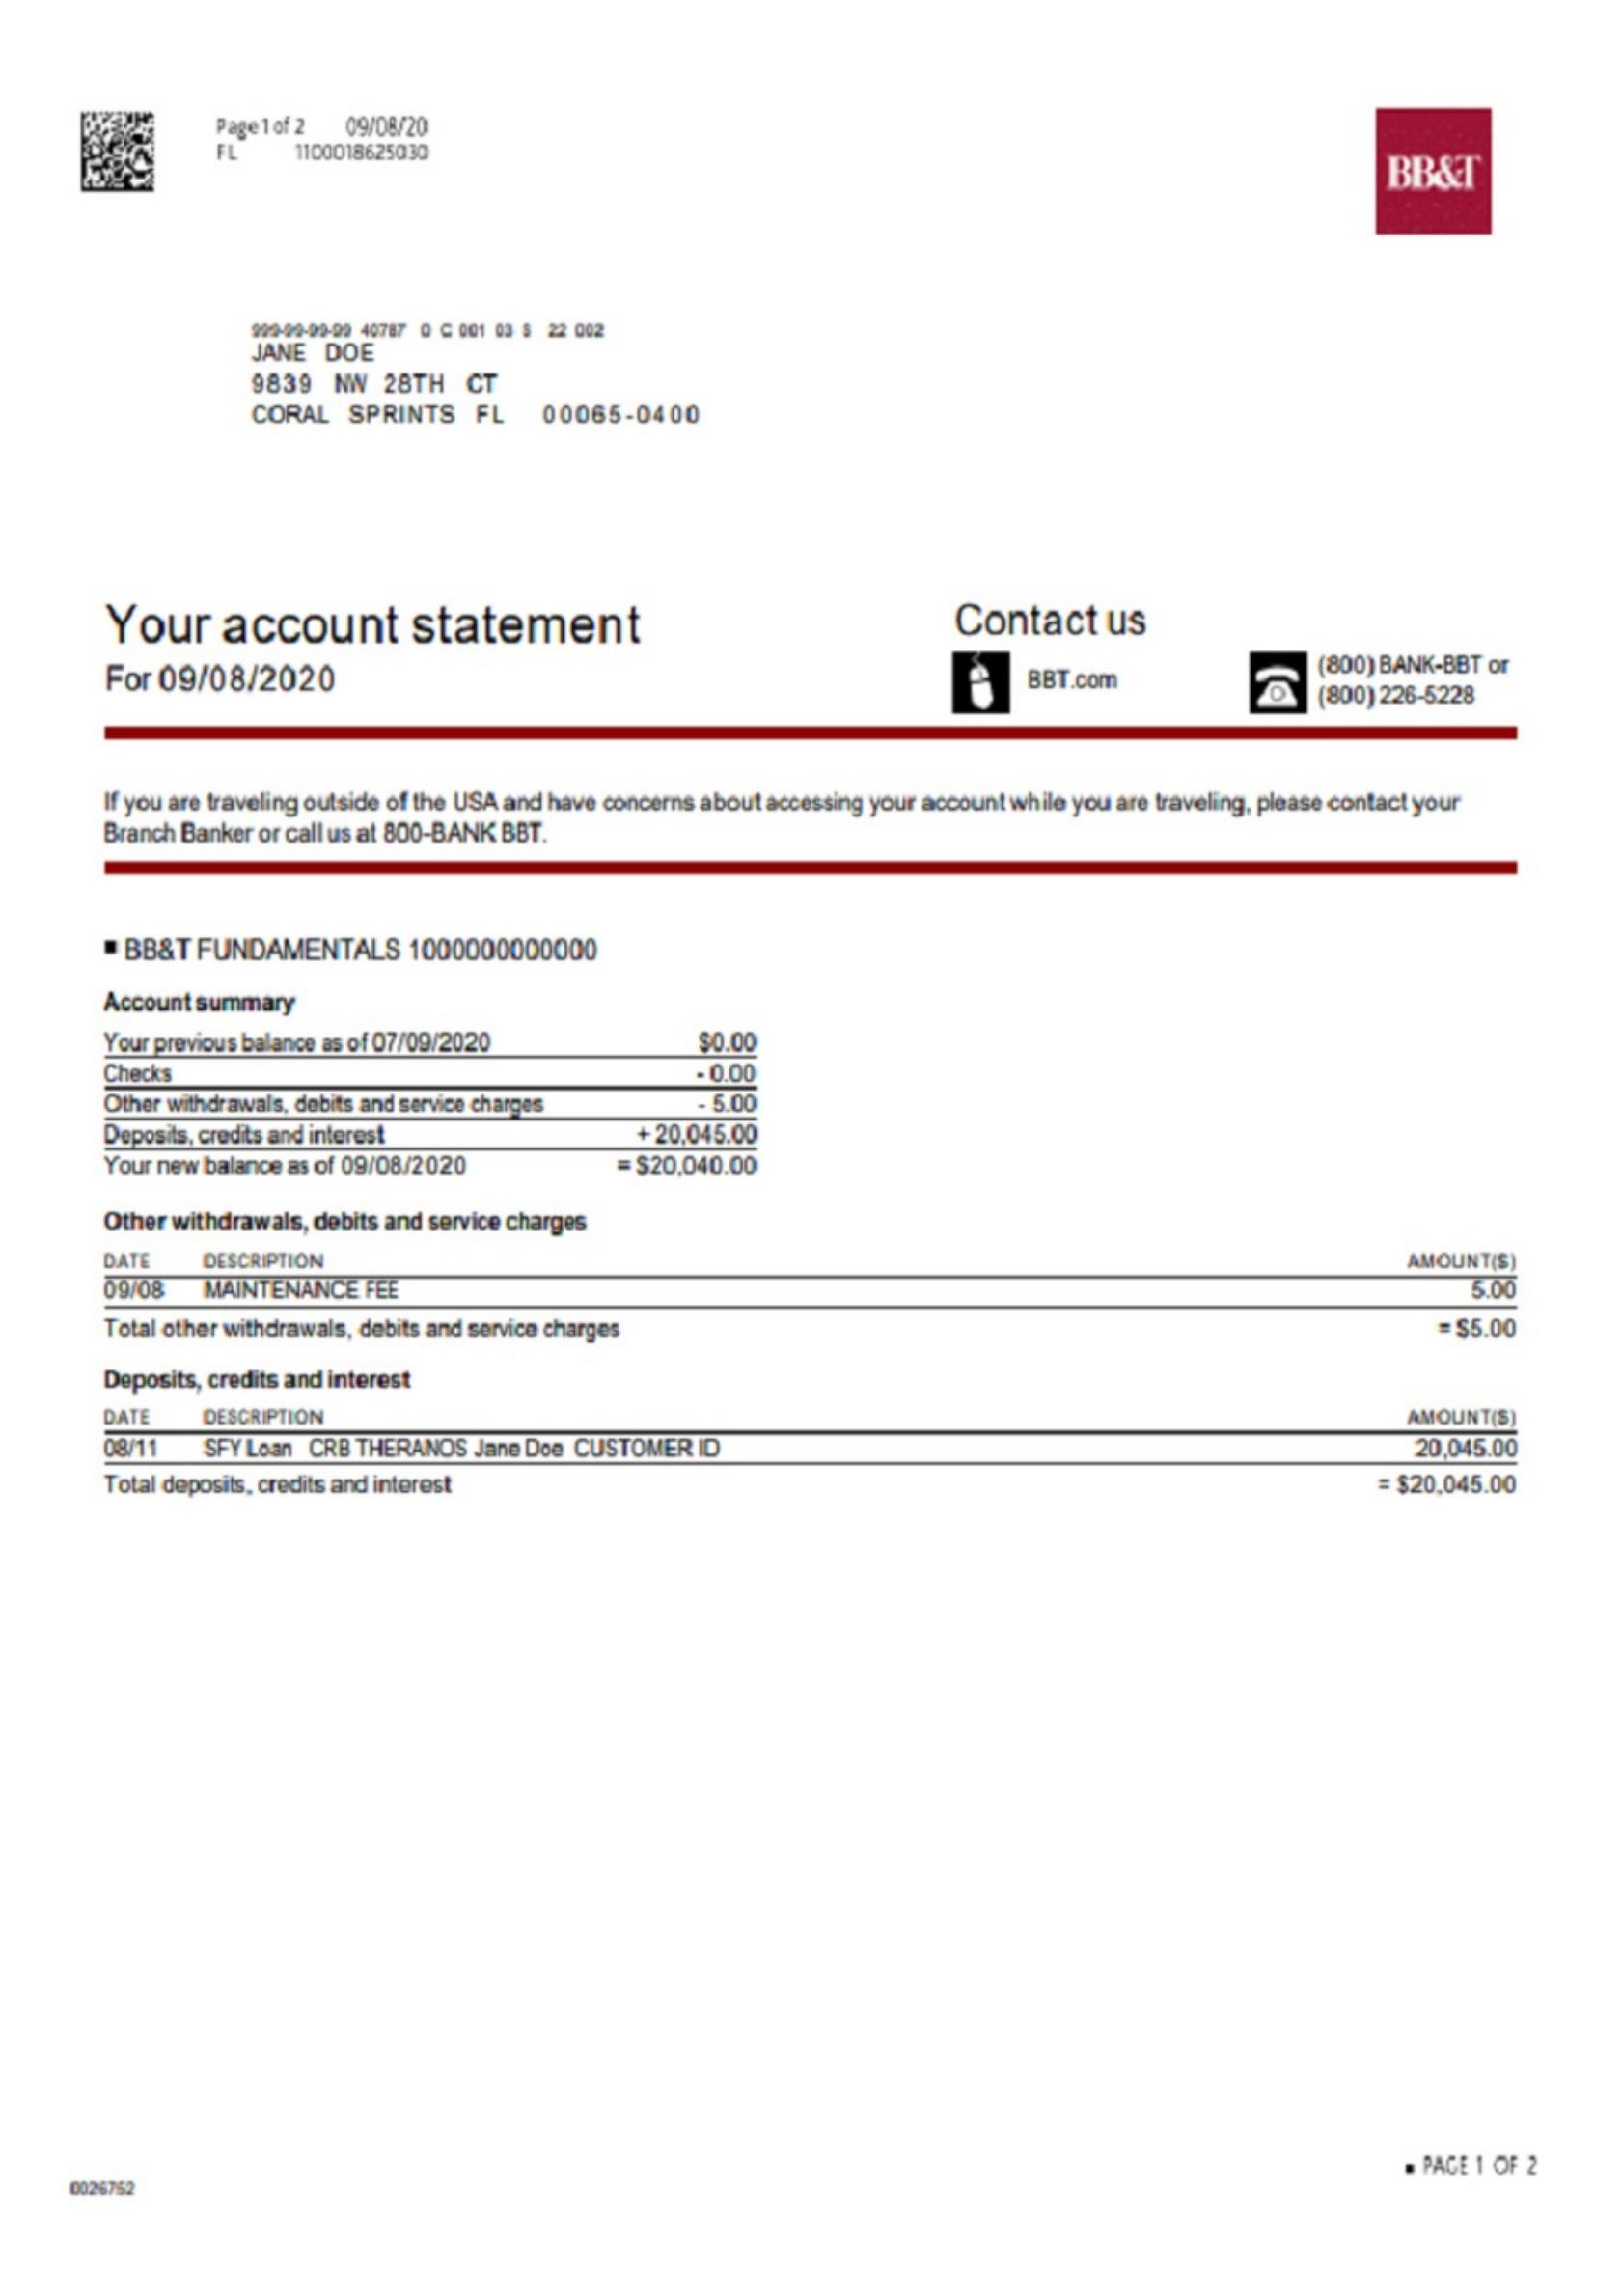 Page 1 of 2 09/08/20
FL 1100018625030
BB&T
999-99-99-99 40787 0 C 001 03 S 22 002
JANE DOE
9839 NW 28TH CT
CORAL SPRINTS FL 00065-0400
Your account statement
For 09/08/2020
Contact us
BBT.com
(800) BANK-BBT or
(800) 226-5228
If you are traveling outside of the USA and have concerns about accessing your account while you are traveling, please contact your
Branch Banker or call us at 800-BANK BBT.
■ BB&T FUNDAMENTALS 1000000000000
Account summary
Your previous balance as of 07/09/2020 $0.00
Checks - 0.00
Other withdrawals, debits and service charges - 5.00
Deposits, credits and interest + 20,045.00
Your new balance as of 09/08/2020 = $20,040.00
Other withdrawals, debits and service charges
DATE DESCRIPTION AMOUNT($)
09/08 MAINTENANCE FEE 5.00
Total other withdrawals, debits and service charges = $5.00
Deposits, credits and interest
DATE DESCRIPTION AMOUNT($)
08/11 SFY Loan CRB THERANOS Jane Doe CUSTOMER ID 20,045.00
Total deposits, credits and interest = $20,045.00
■ PAGE 1 OF 2
0026752